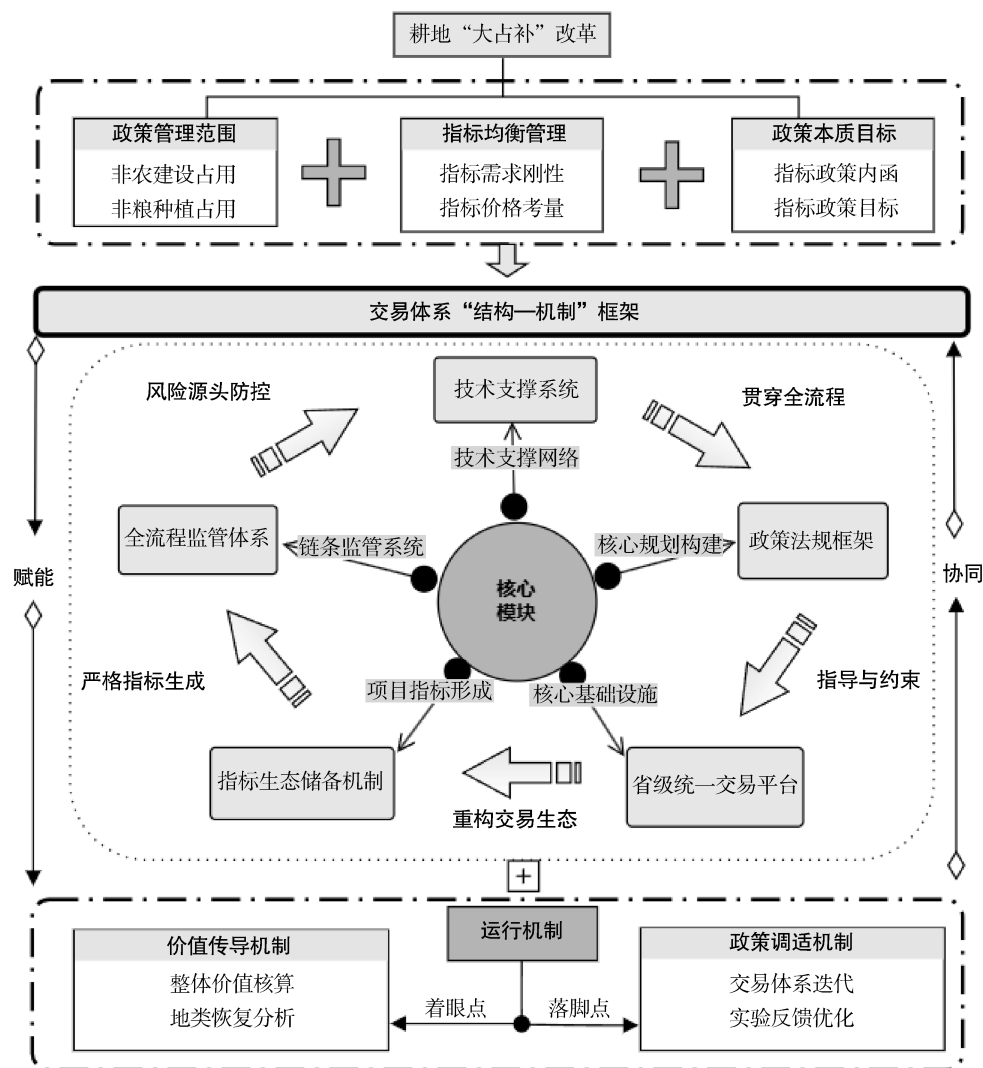 耕地“大占补”改革
政策管理范围
非农建设占用
非粮种植占用
指标均衡管理
指标需求刚性
指标价格考量
政策本质目标
指标政策内函
指标政策目标
交易体系“结构—机制”框架
风险源头防控
技术支撑系统
贯穿全流程
技术支撑网络
全流程监管体系
链条监管系统
核心规划构建
政策法规框架
赋能
核心
模块
协同
严格指标生成
项目指标形成
核心基础设施
指导与约束
指标生态储备机制
省级统一交易平台
重构交易生态
运行机制
价值传导机制
整体价值核算
地类恢复分析
着眼点
落脚点
政策调适机制
交易体系迭代
实验反馈优化